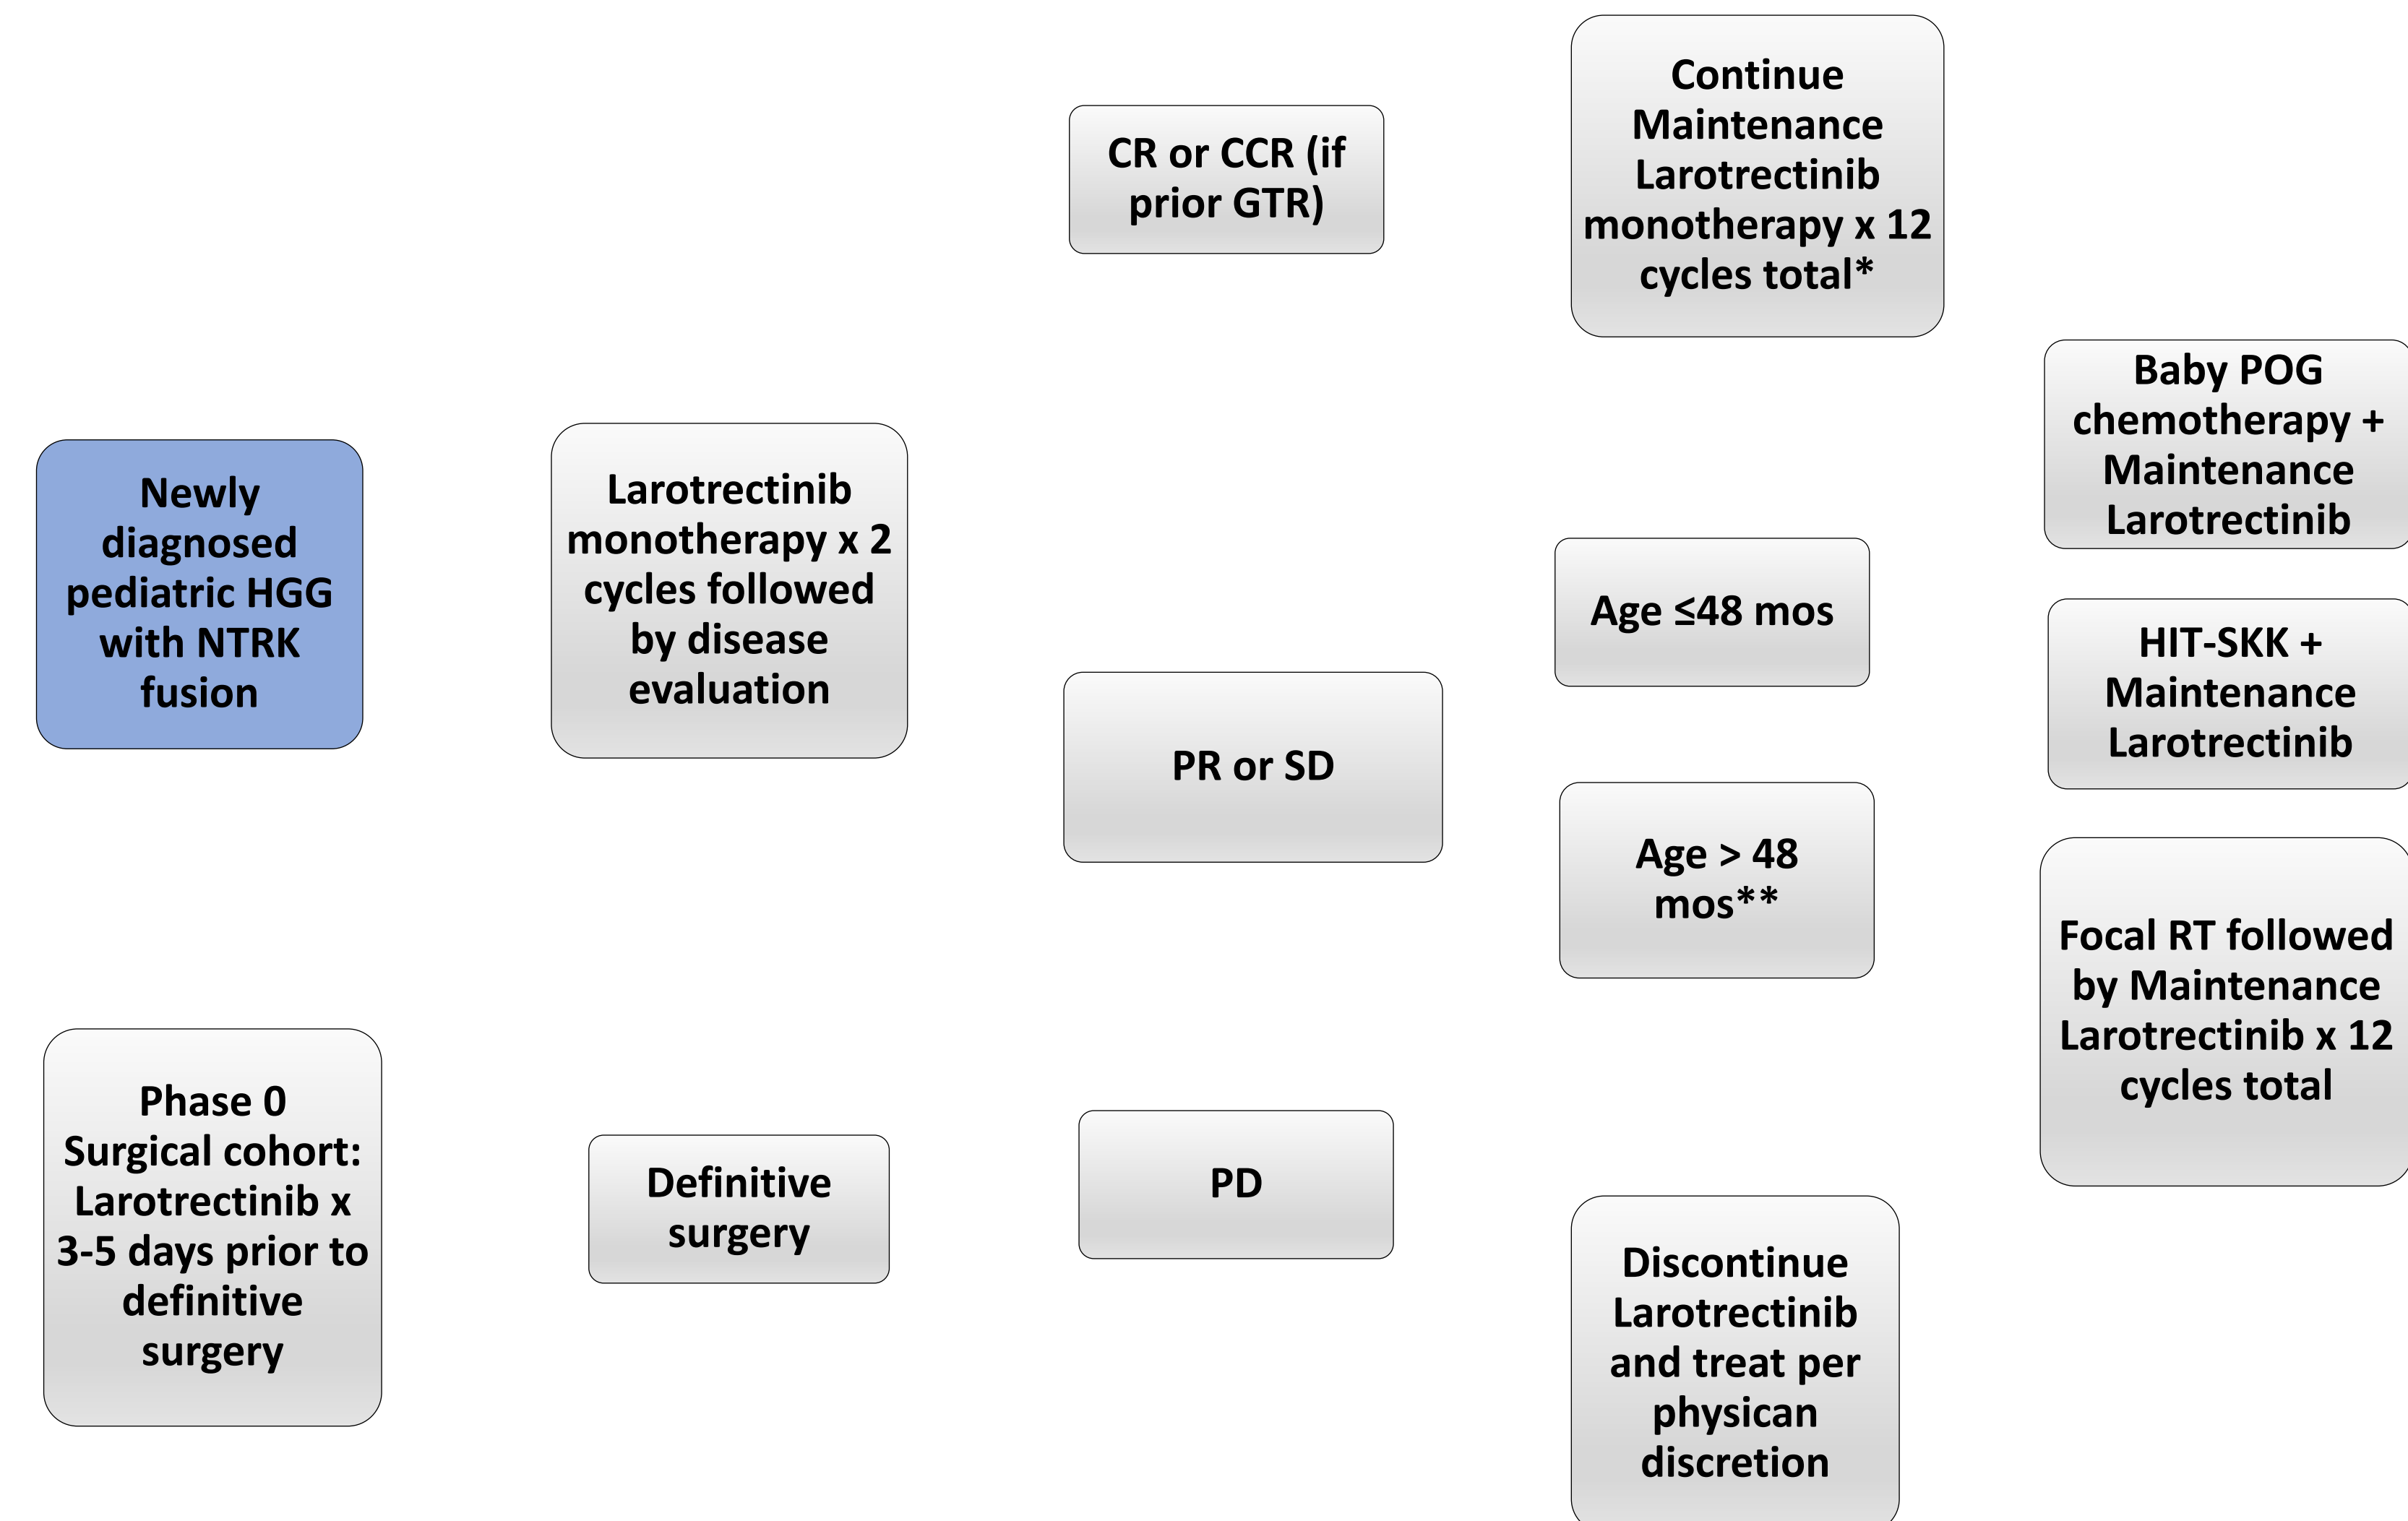 Newly
diagnosed
pediatric HGG
with NTRK
fusion
Phase 0
Surgical cohort:
Larotrectinib x
3-5 days prior to
definitive
surgery
Larotrectinib
monotherapy x 2
cycles followed
by disease
evaluation
Definitive
surgery
CR or CCR (if
prior GTR)
PR or SD
PD
Continue
Maintenance
Larotrectinib
monotherapy x 12
cycles total*
Age ≤48 mos
Age > 48
mos**
Discontinue
Larotrectinib
and treat per
physican
discretion
Baby POG
chemotherapy +
Maintenance
Larotrectinib
HIT-SKK +
Maintenance
Larotrectinib
Focal RT followed
by Maintenance
Larotrectinib x 12
cycles total